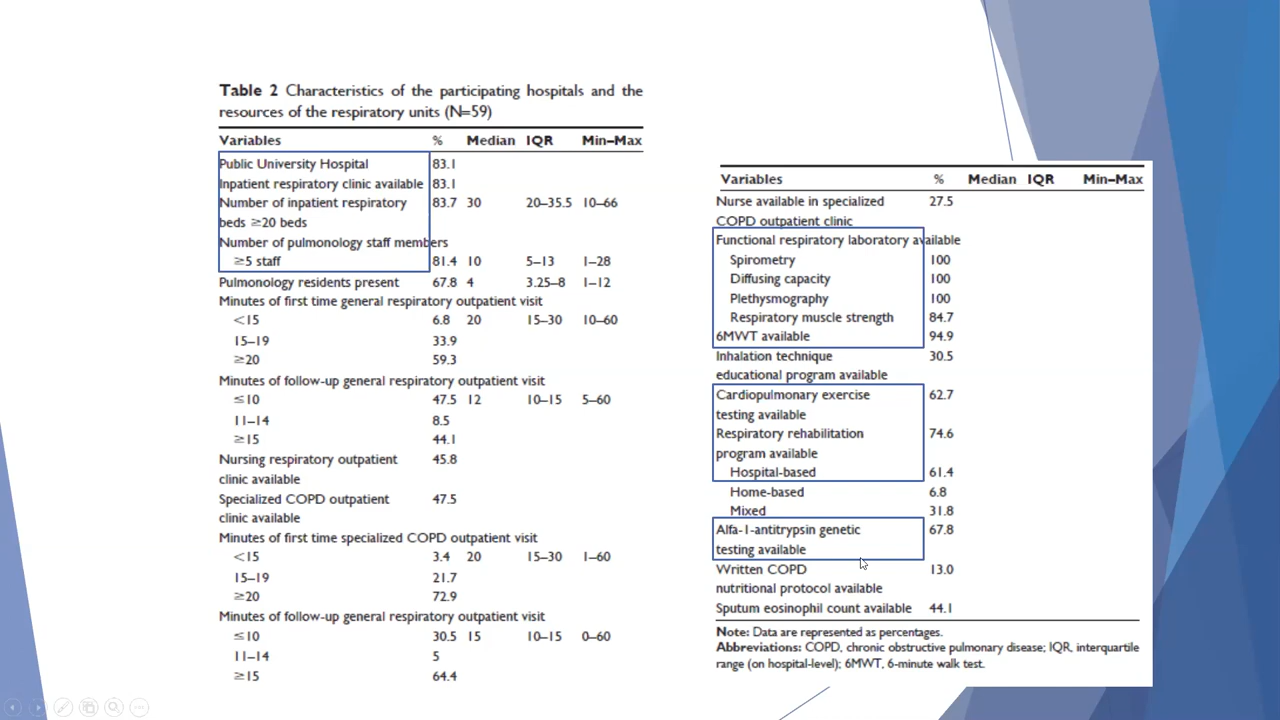 Table 2 Characteristics of the participating hospitals and the
resources of the respiratory units (N=59)
Variables % Median IQR Min–Max
Public University Hospital 83.1
Inpatient respiratory clinic available 83.1
Number of inpatient respiratory 83.7 30 20–35.5 10–66
beds ≥20 beds
Number of pulmonology staff members
≥5 staff 81.4 10 5–13 1–28
Pulmonology residents present 67.8 4 3.25–8 1–12
Minutes of first time general respiratory outpatient visit
<15 6.8 20 15–30 10–60
15–19 33.9
≥20 59.3
Minutes of follow-up general respiratory outpatient visit
≤10 47.5 12 10–15 5–60
11–14 8.5
≥15 44.1
Nursing respiratory outpatient 45.8
clinic available
Specialized COPD outpatient 47.5
clinic available
Minutes of first time specialized COPD outpatient visit
<15 3.4 20 15–30 1–60
15–19 21.7
≥20 72.9
Minutes of follow-up general respiratory outpatient visit
≤10 30.5 15 10–15 0–60
11–14 5
≥15 64.4
Variables % Median IQR Min–Max
Nurse available in specialized 27.5
COPD outpatient clinic
Functional respiratory laboratory available
Spirometry 100
Diffusing capacity 100
Plethysmography 100
Respiratory muscle strength 84.7
6MWT available 94.9
Inhalation technique 30.5
educational program available
Cardiopulmonary exercise 62.7
testing available
Respiratory rehabilitation 74.6
program available
Hospital-based 61.4
Home-based 6.8
Mixed 31.8
Alfa-1-antitrypsin genetic 67.8
testing available
Written COPD 13.0
nutritional protocol available
Sputum eosinophil count available 44.1
Note: Data are represented as percentages.
Abbreviations: COPD, chronic obstructive pulmonary disease; IQR, interquartile
range (on hospital-level); 6MWT, 6-minute walk test.